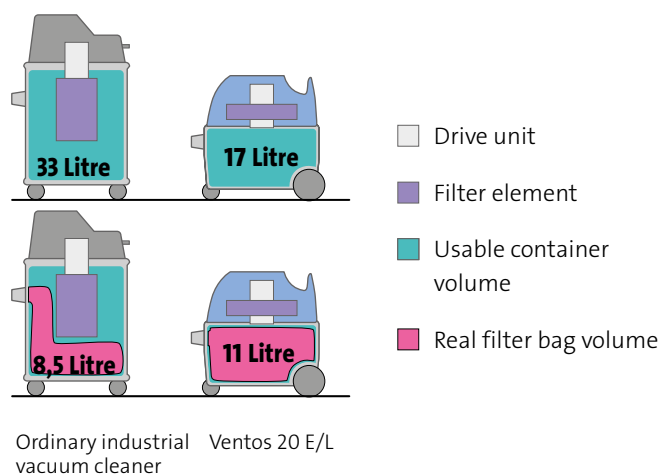 33 Litre
17 Litre
Drive unit
Filter element
Usable container
volume
Real filter bag volume
8,5 Litre
11 Litre
Ordinary industrial
vacuum cleaner
Ventos 20 E/L